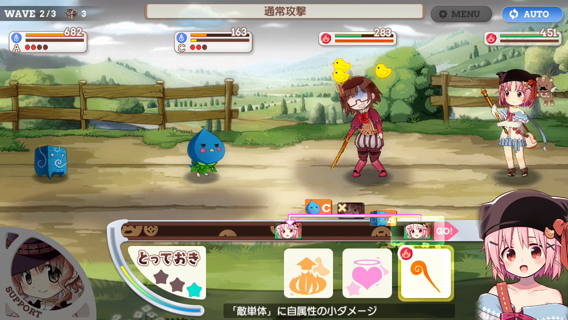 WAVE 2/3 3
通常攻撃
MENU
AUTO
682
A
163
C
283
451
C
GO!
とっておき
SUPPORT
「敵単体」に自属性の小ダメージ